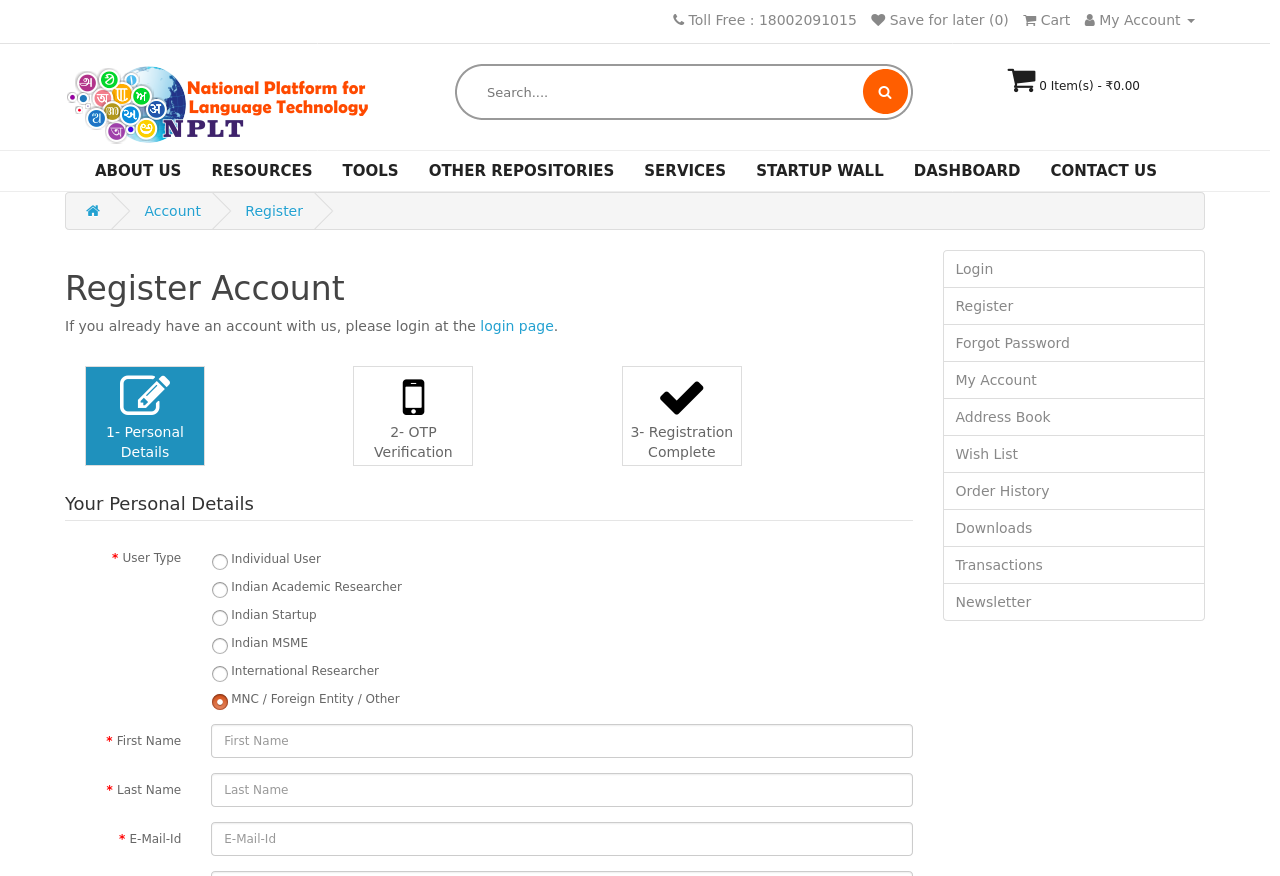 Toll Free : 18002091015 Save for later (0) Cart My Account
National Platform for
Language Technology
NPLT
Search....
0 Item(s) - ₹0.00
ABOUT US RESOURCES TOOLS OTHER REPOSITORIES SERVICES STARTUP WALL DASHBOARD CONTACT US
Account Register
Register Account
If you already have an account with us, please login at the login page.
1- Personal
Details
2- OTP
Verification
3- Registration
Complete
Your Personal Details
* User Type
Individual User
Indian Academic Researcher
Indian Startup
Indian MSME
International Researcher
MNC / Foreign Entity / Other
* First Name First Name
* Last Name Last Name
* E-Mail-Id E-Mail-Id
Login
Register
Forgot Password
My Account
Address Book
Wish List
Order History
Downloads
Transactions
Newsletter